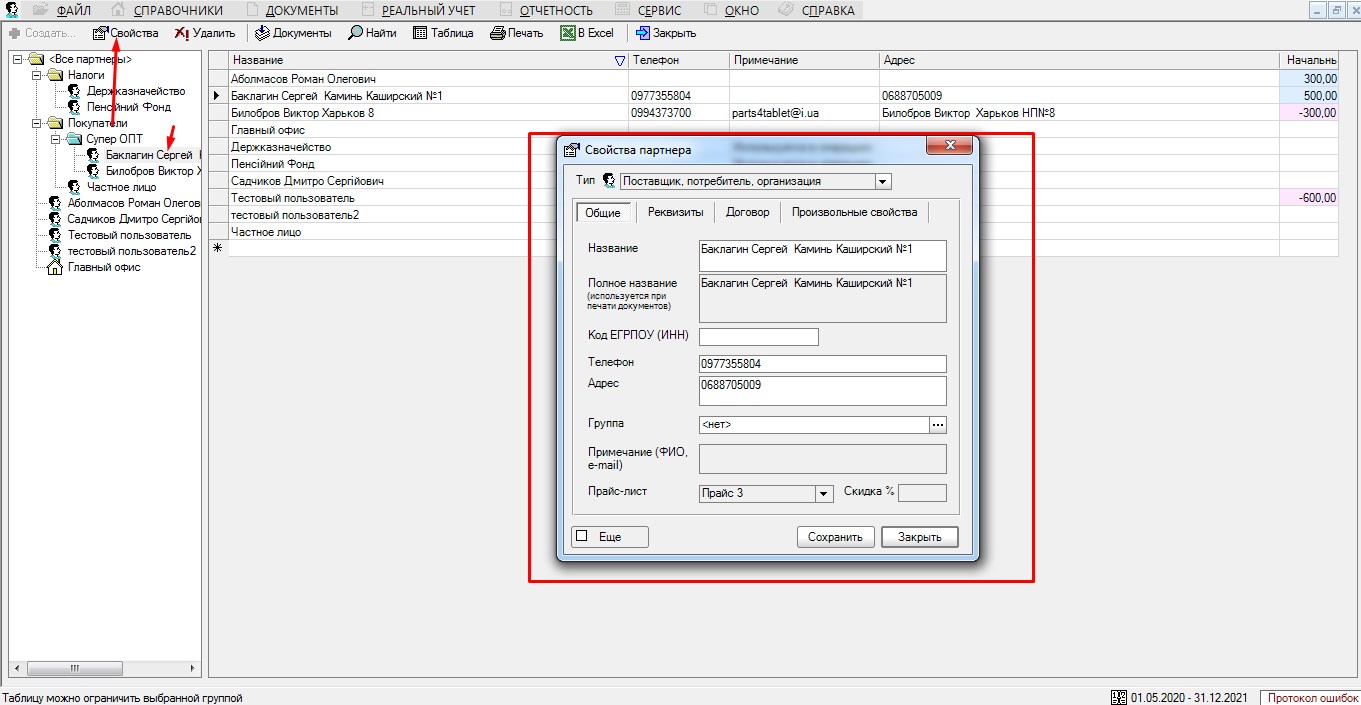 ФАЙЛ СПРАВОЧНИКИ ДОКУМЕНТЫ РЕАЛЬНЫЙ УЧЕТ ОТЧЕТНОСТЬ СЕРВИС ОКНО СПРАВКА
Создать... Свойства Удалить Документы Найти Таблица Печать В Excel Закрыть
<Все партнеры>
Налоги
Держказначейство
Пенсійний Фонд
Покупатели
Супер ОПТ
Баклагин Сергей
Билобров Виктор Х
Частное лицо
Аболмасов Роман Олегов
Садчиков Дмитро Сергійо
Тестовый пользователь
тестовый пользователь2
Главный офис
Название Телефон Примечание Адрес Начальн
Аболмасов Роман Олегович 300,00
Баклагин Сергей Каминь Каширский №1 0977355804 0688705009 500,00
Билобров Виктор Харьков 8 0994373700 parts4tablet@i.ua Билобров Виктор Харьков НП№8 -300,00
Главный офис
Держказначейство
Пенсійний Фонд
Садчиков Дмитро Сергійович
Тестовый пользователь -600,00
тестовый пользователь2
Частное лицо
Свойства партнера
Тип Поставщик, потребитель, организация
Общие Реквизиты Договор Произвольные свойства
Название Баклагин Сергей Каминь Каширский №1
Полное название Баклагин Сергей Каминь Каширский №1
(используется при
печати документов)
Код ЕГРПОУ (ИНН)
Телефон 0977355804
Адрес 0688705009
Группа <нет> ...
Примечание (ФИО,
e-mail)
Прайс-лист Прайс 3 Скидка %
Еще Сохранить Закрыть
Таблицу можно ограничить выбранной группой 01.05.2020 - 31.12.2021 Протокол ошибок